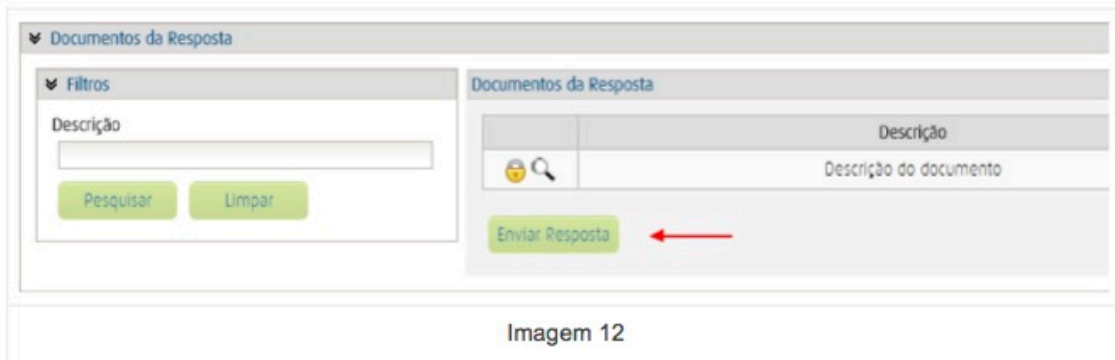 Documentos da Resposta
Filtros
Descrição
Pesquisar Limpar
Documentos da Resposta
Descrição
Descrição do documento
Enviar Resposta
Imagem 12